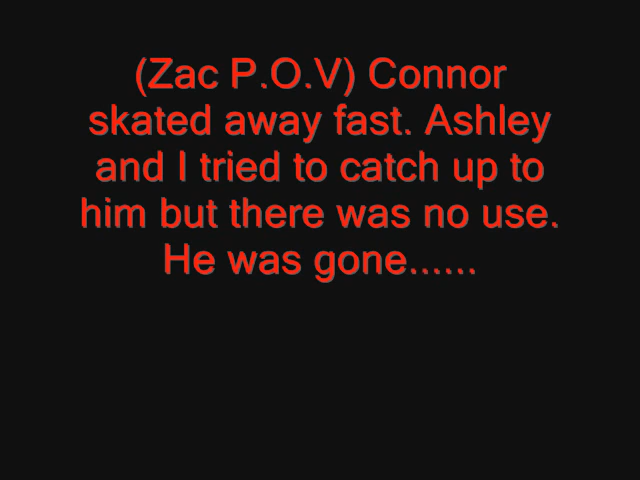 (Zac P.O.V) Connor
skated away fast. Ashley
and I tried to catch up to
him but there was no use.
He was gone......